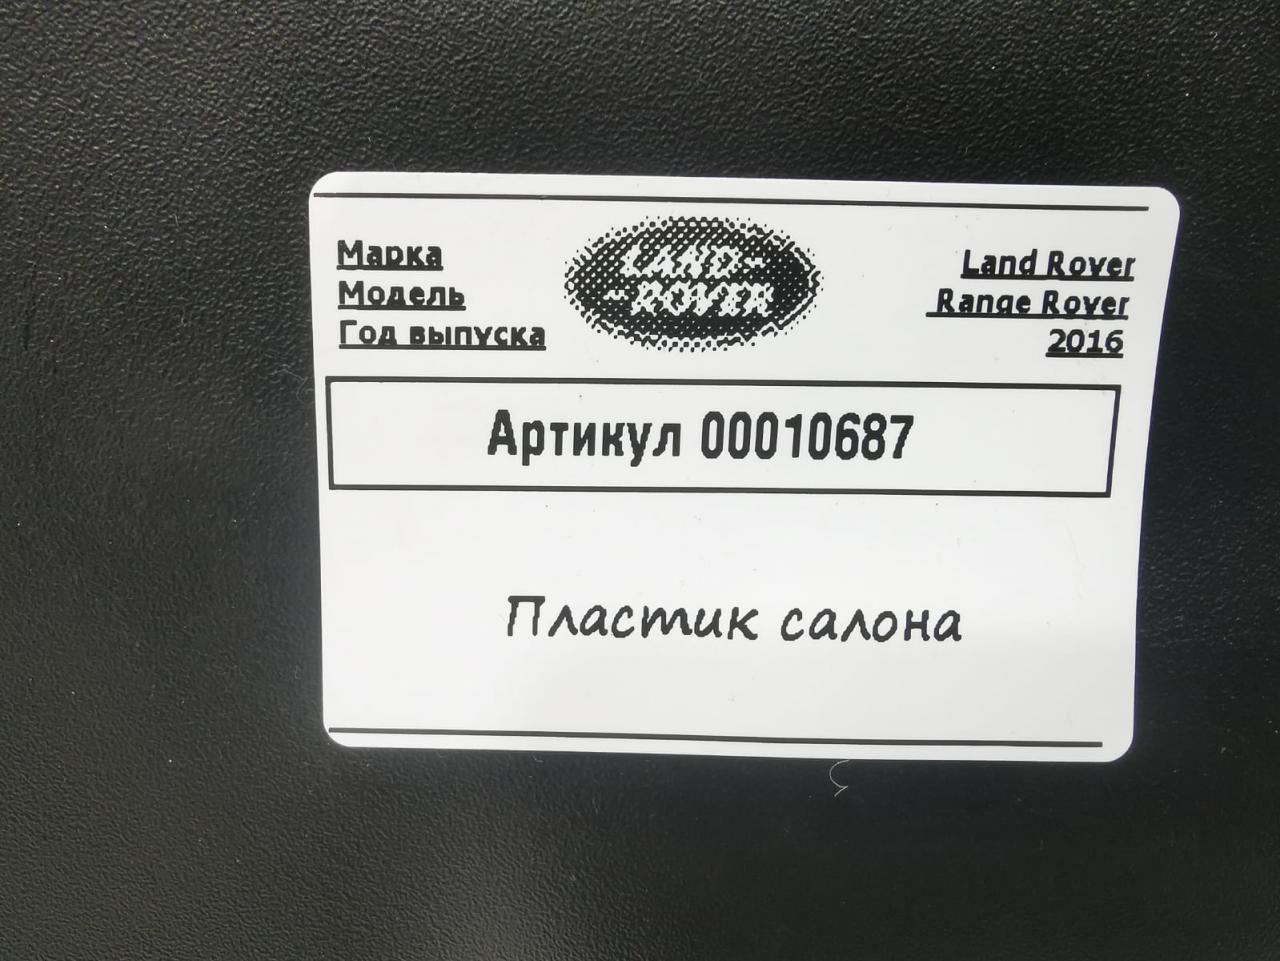 Марка
Модель
Год выпуска
LAND-
-ROVER
Land Rover
Range Rover
2016
Артикул 00010687
Пластик салона